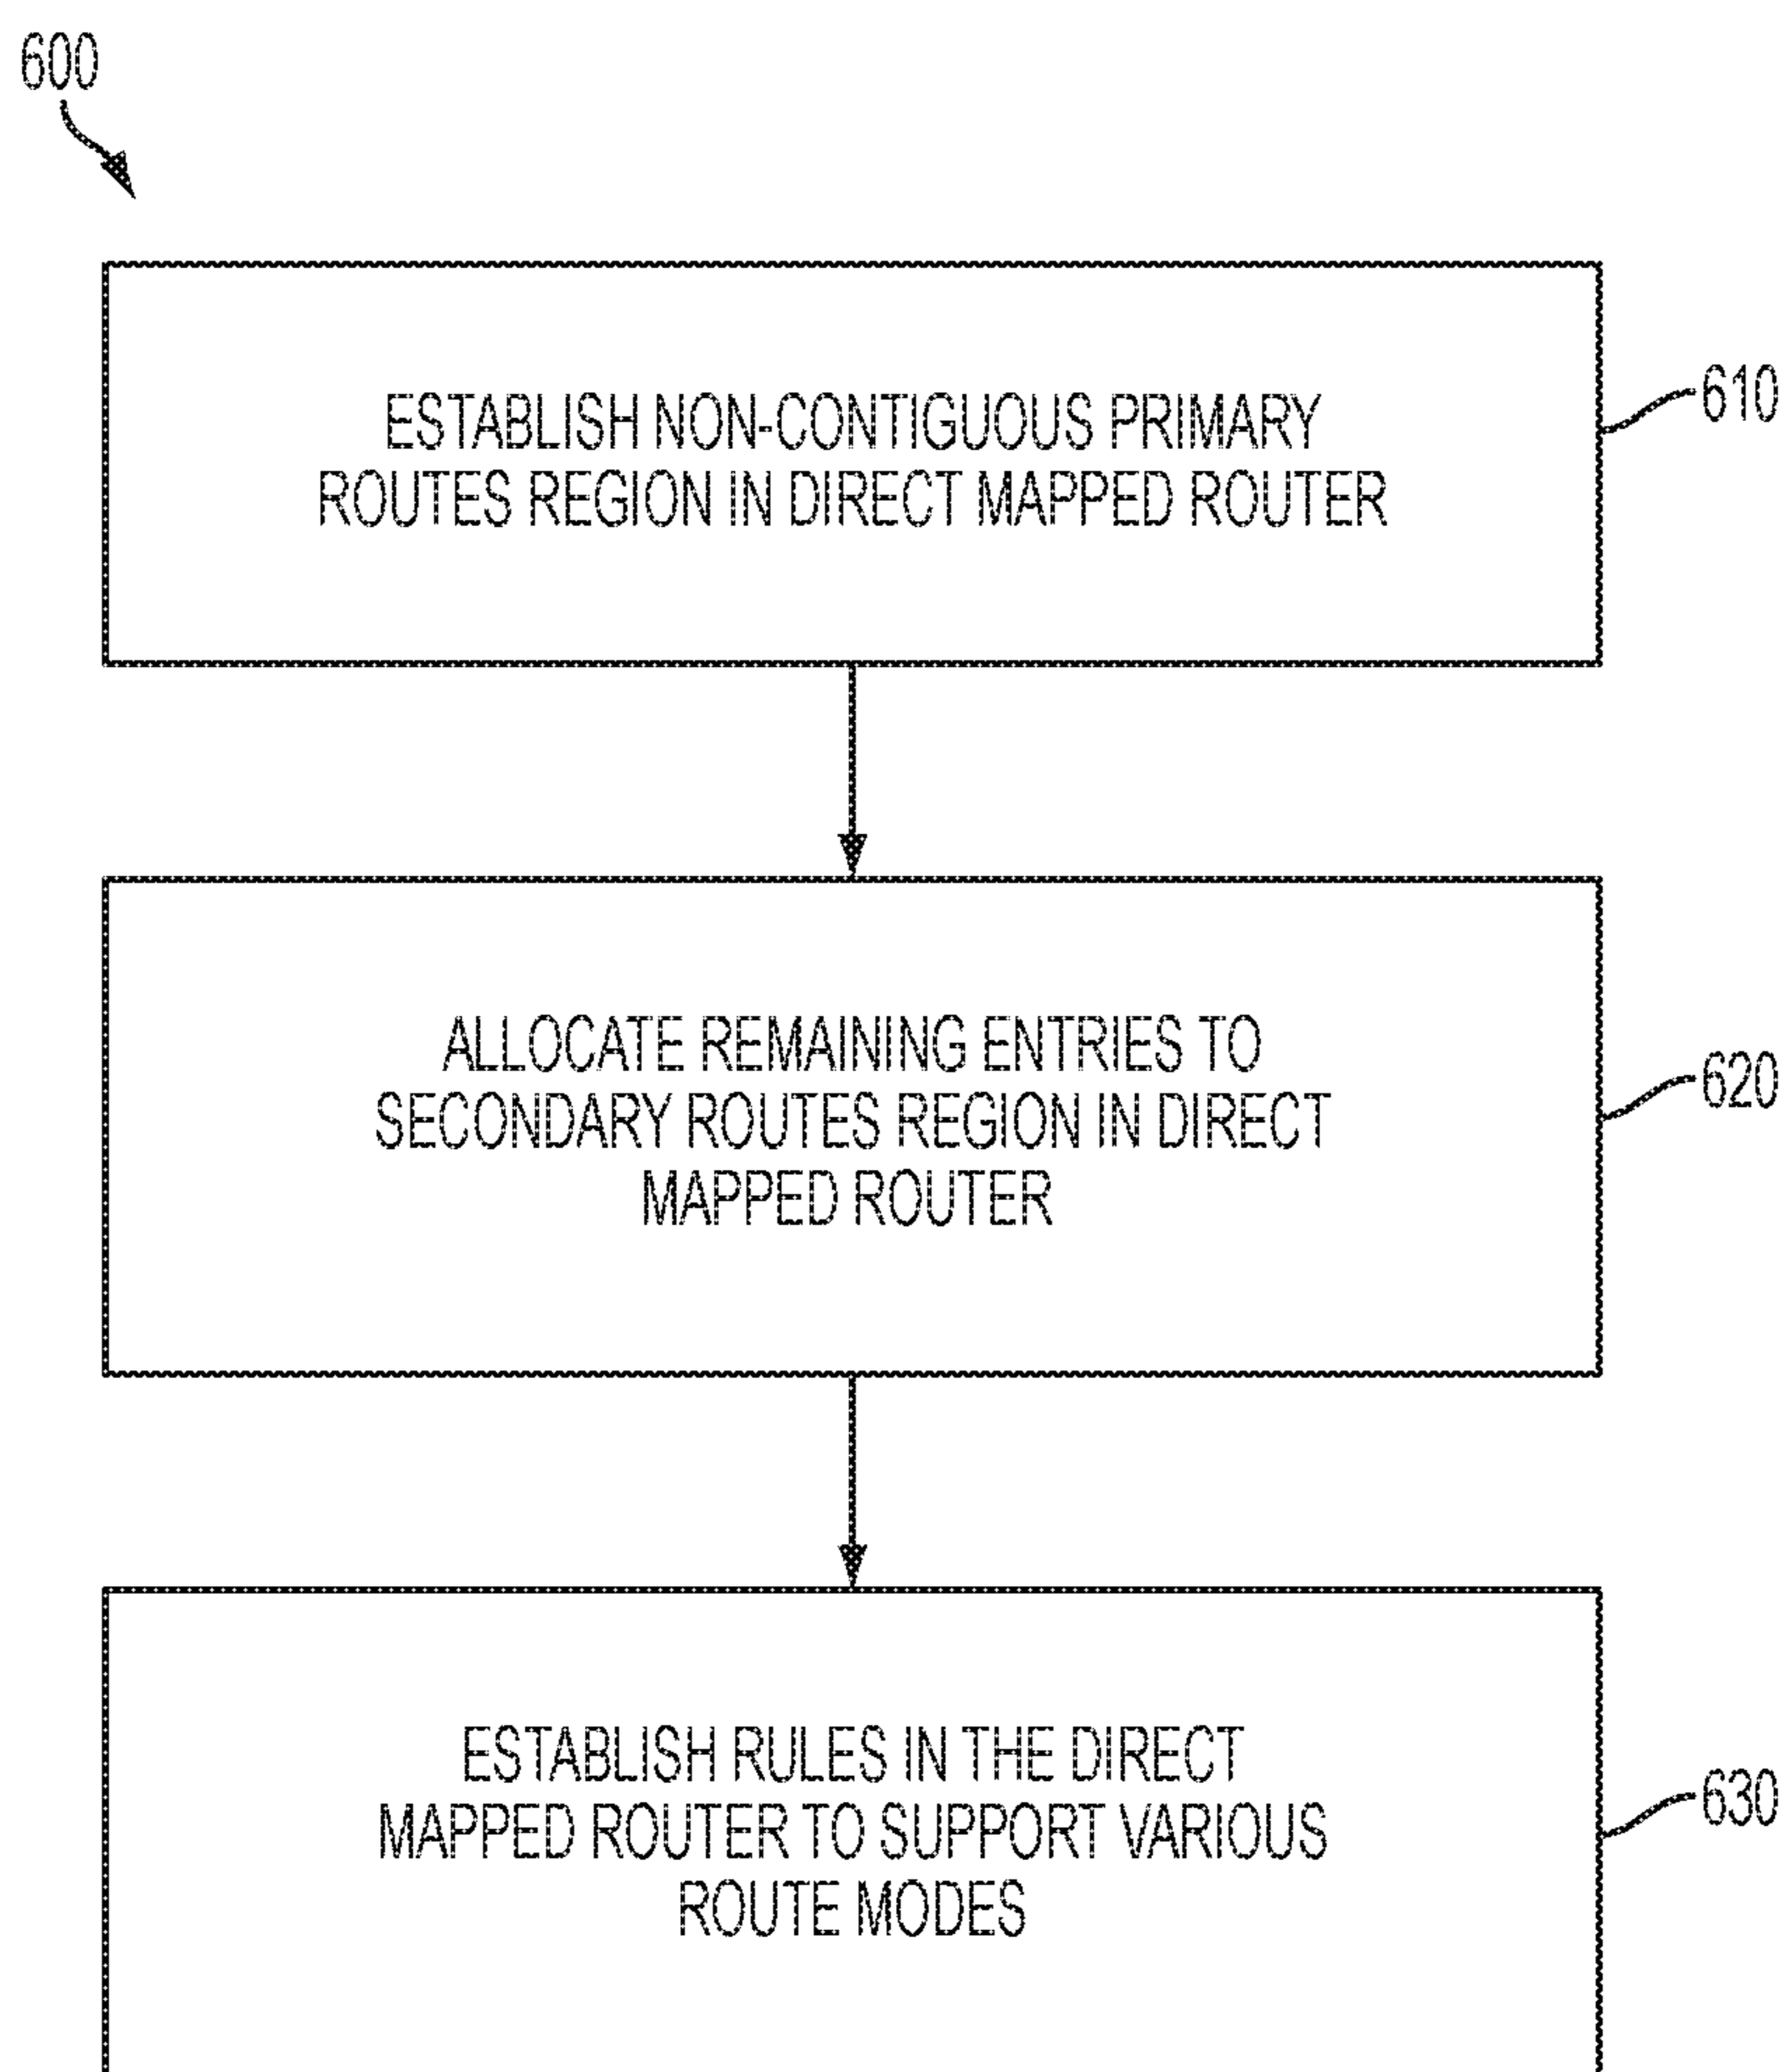 600
ESTABLISH NON-CONTIGUOUS PRIMARY
ROUTES REGION IN DIRECT MAPPED ROUTER
610
ALLOCATE REMAINING ENTRIES TO
SECONDARY ROUTES REGION IN DIRECT
MAPPED ROUTER
620
ESTABLISH RULES IN THE DIRECT
MAPPED ROUTER TO SUPPORT VARIOUS
ROUTE MODES
630